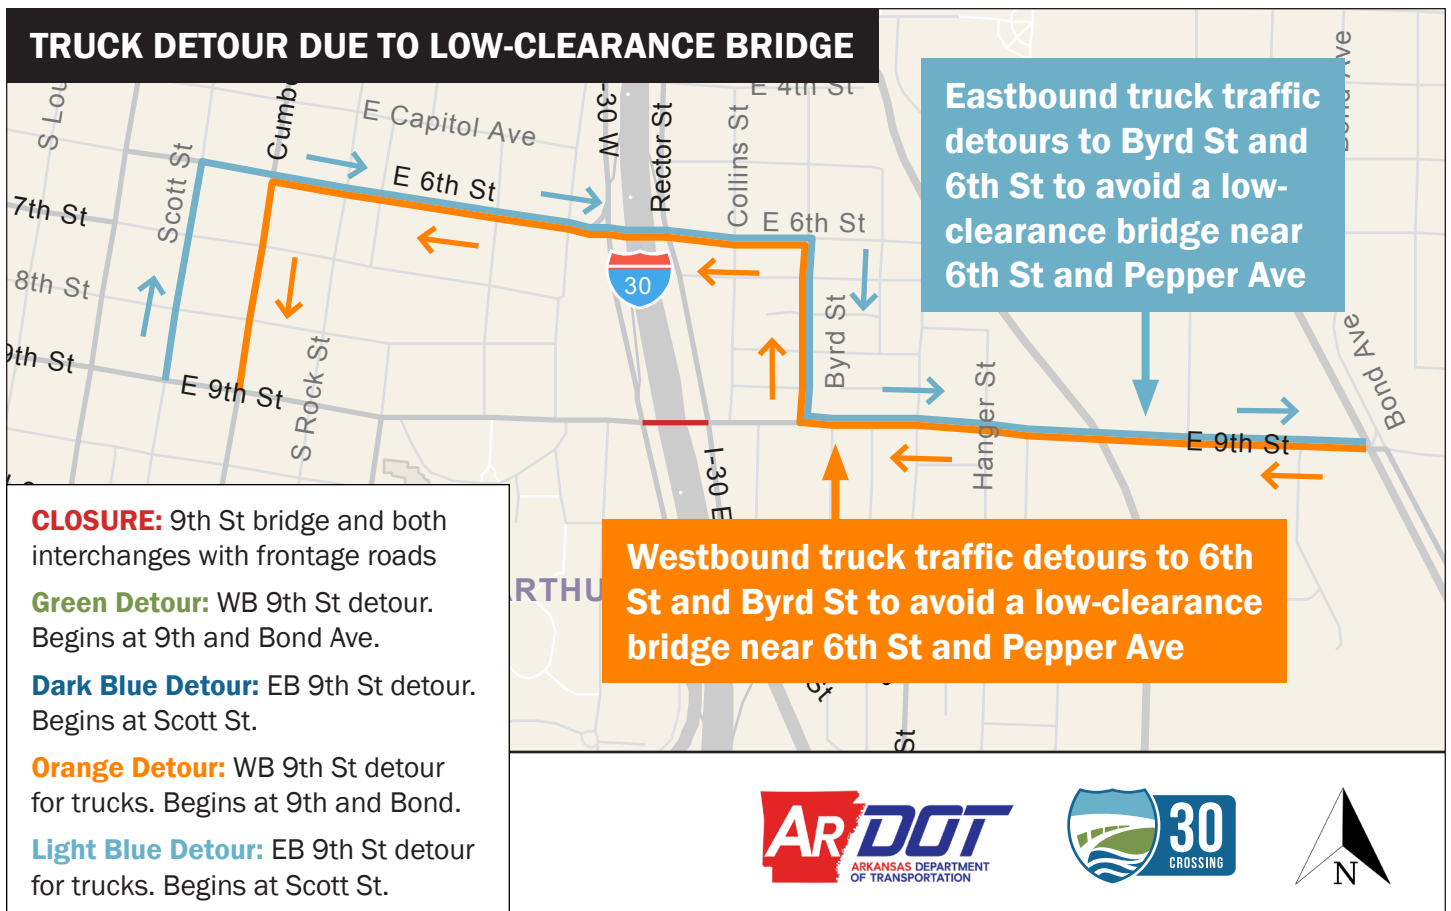 TRUCK DETOUR DUE TO LOW-CLEARANCE BRIDGE
Eastbound truck traffic
detours to Byrd St and
6th St to avoid a low-
clearance bridge near
6th St and Pepper Ave
E 4th St
E Capitol Ave
Scott St
E 6th St
Rector St
Collins St
E 6th St
7th St
8th St
9th St
30
Byrd St
Bond Ave
E 9th St
S Rock St
Hanger St
E 9th St
I-30 E
Westbound truck traffic detours to 6th
St and Byrd St to avoid a low-clearance
bridge near 6th St and Pepper Ave
St
St
CLOSURE: 9th St bridge and both
interchanges with frontage roads
Green Detour: WB 9th St detour.
Begins at 9th and Bond Ave.
Dark Blue Detour: EB 9th St detour.
Begins at Scott St.
Orange Detour: WB 9th St detour
for trucks. Begins at 9th and Bond.
Light Blue Detour: EB 9th St detour
for trucks. Begins at Scott St.
ARDOT
ARKANSAS DEPARTMENT
OF TRANSPORTATION
30
CROSSING
N